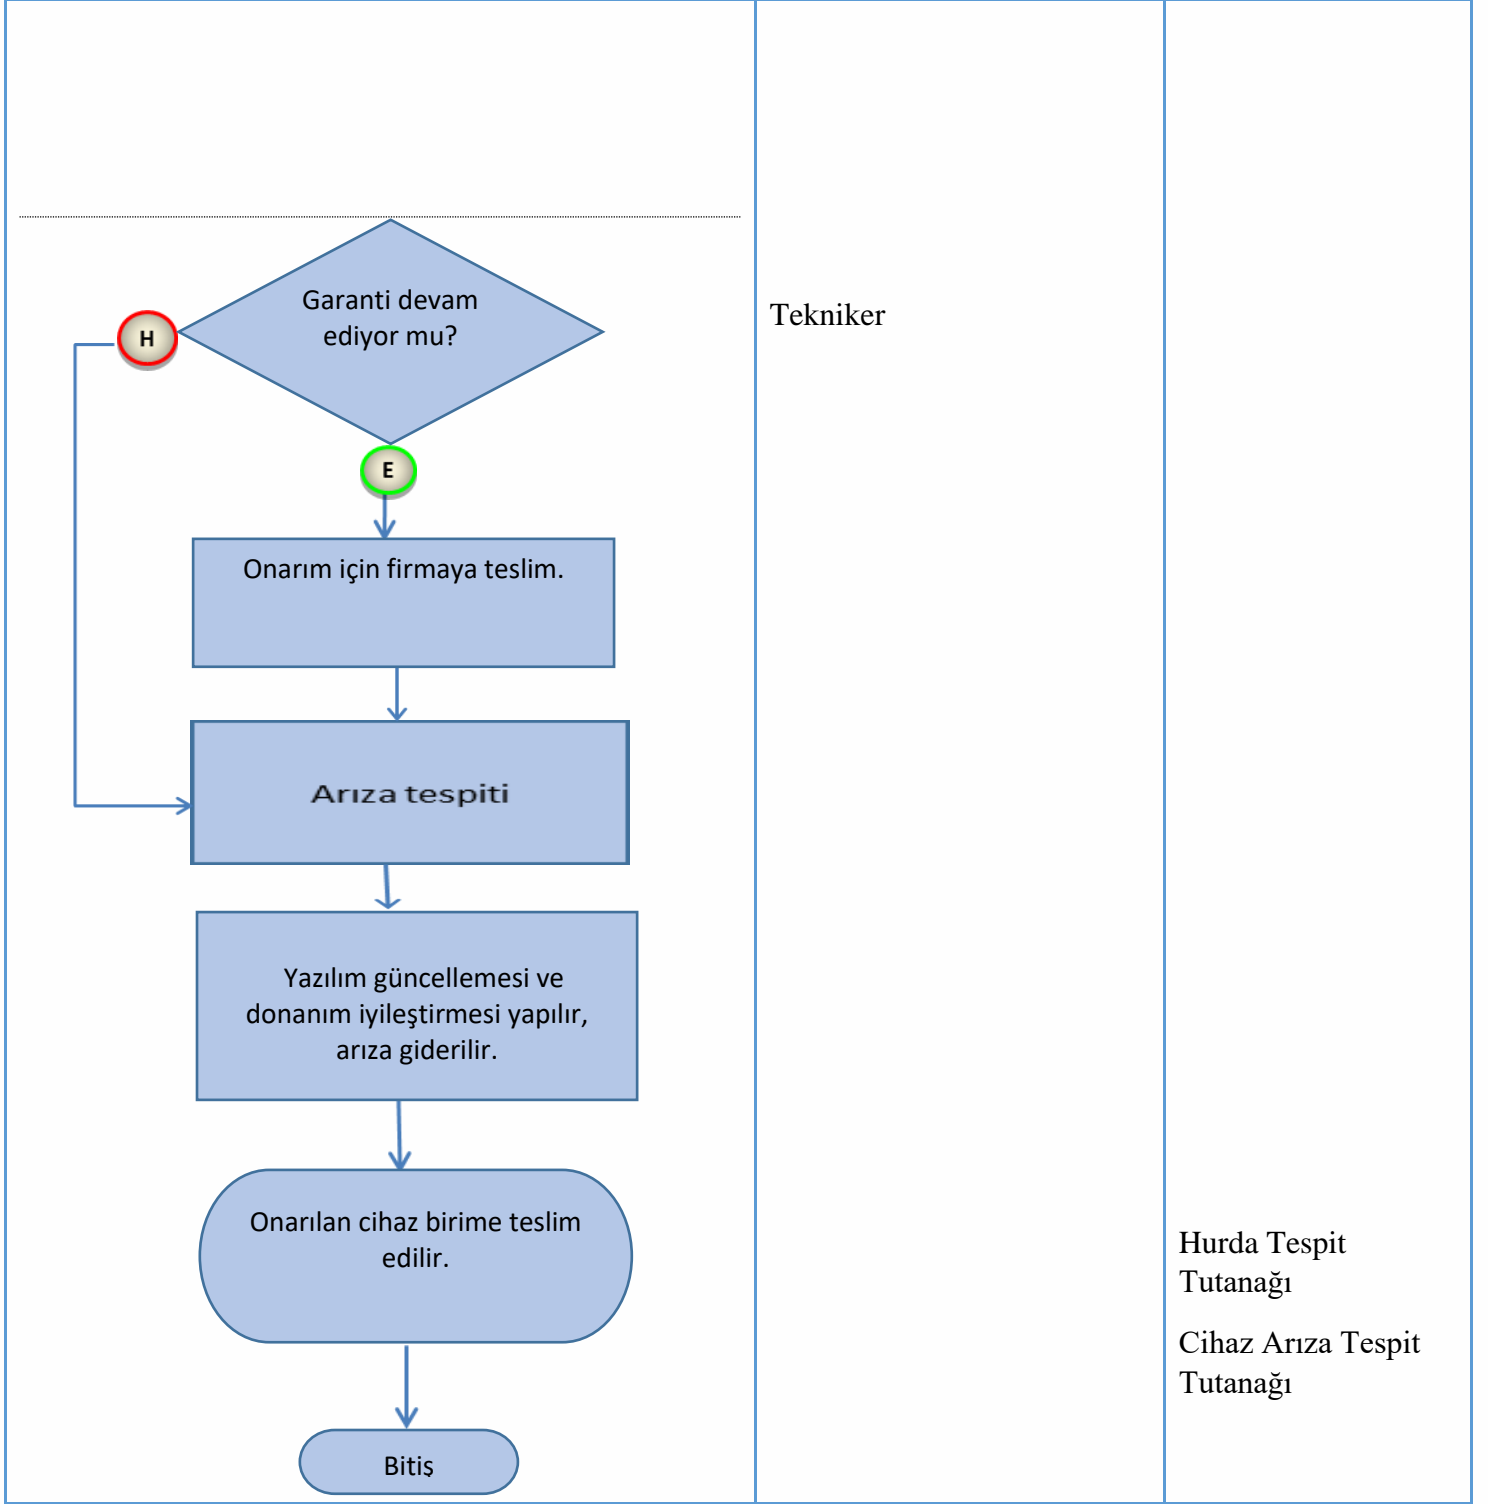 Garanti devam
ediyor mu?
H
Tekniker
E
Onarım için firmaya teslim.
Arıza tespiti
Yazılım güncellemesi ve
donanım iyileştirmesi yapılır,
arıza giderilir.
Onarılan cihaz birime teslim
edilir.
Hurda Tespit
Tutanağı
Cihaz Arıza Tespit
Tutanağı
Bitiş